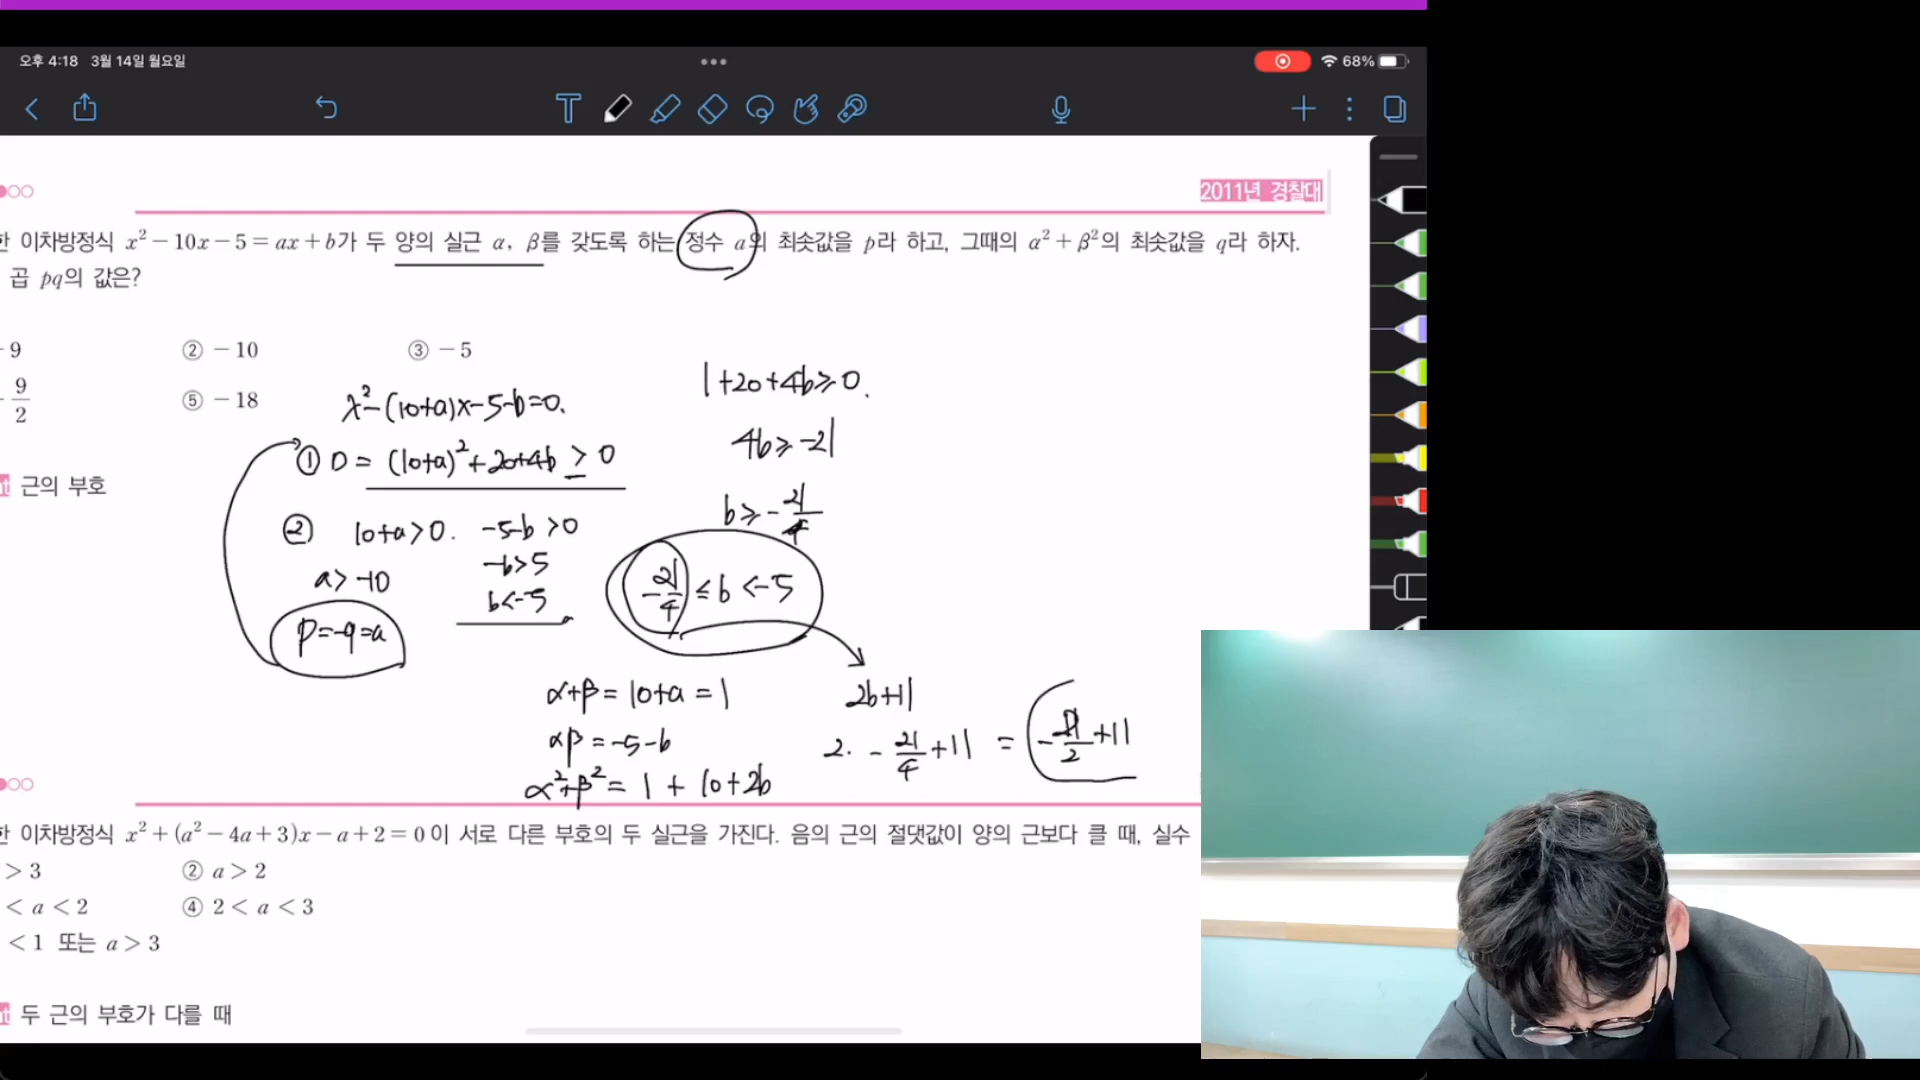 오후 4:18 3월 14일 월요일
68%
2011년 경찰대
한 이차방정식 x² − 10x − 5 = ax + b가 두 양의 실근 α, β를 갖도록 하는 정수 a의 최솟값을 p라 하고, 그때의 α² + β²의 최솟값을 q라 하자.
곱 pq의 값은?
9
② −10
③ −5
9/2
⑤ −18
x²−(10+a)x−5−b=0.
① D = (10+a)²+20+4b ≥ 0
② 10+a>0. −5−b>0
a>−10
−b>5
b<−5
p=−9=a
1+20+4b≥0.
4b≥−21
b≥−21/4
−21/4 ≤ b <−5
α+β = 10+a = 1
αβ = −5−b
α²+β² = 1 + 10+2b
2b+11
2·−21/4+11 = −21/2+11
근의 부호
한 이차방정식 x² + (a² − 4a + 3)x − a + 2 = 0이 서로 다른 부호의 두 실근을 가진다. 음의 근의 절댓값이 양의 근보다 클 때, 실수
> 3
② a > 2
< a < 2
④ 2 < a < 3
< 1 또는 a > 3
두 근의 부호가 다를 때